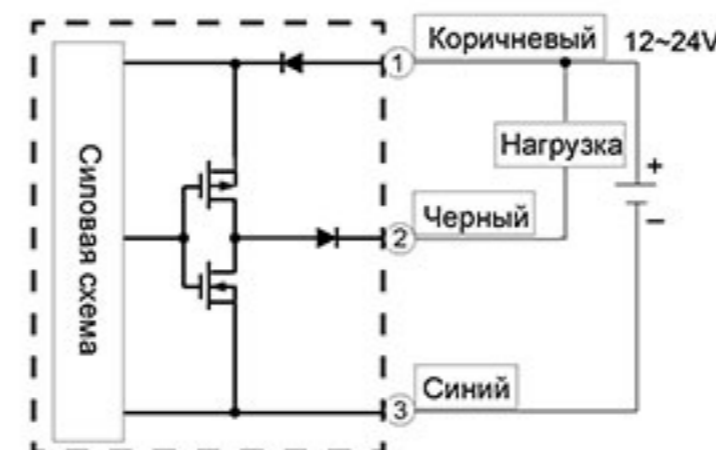 Силовая схема
1
Коричневый
12~24V
Нагрузка
+
2
Черный
−
3
Синий